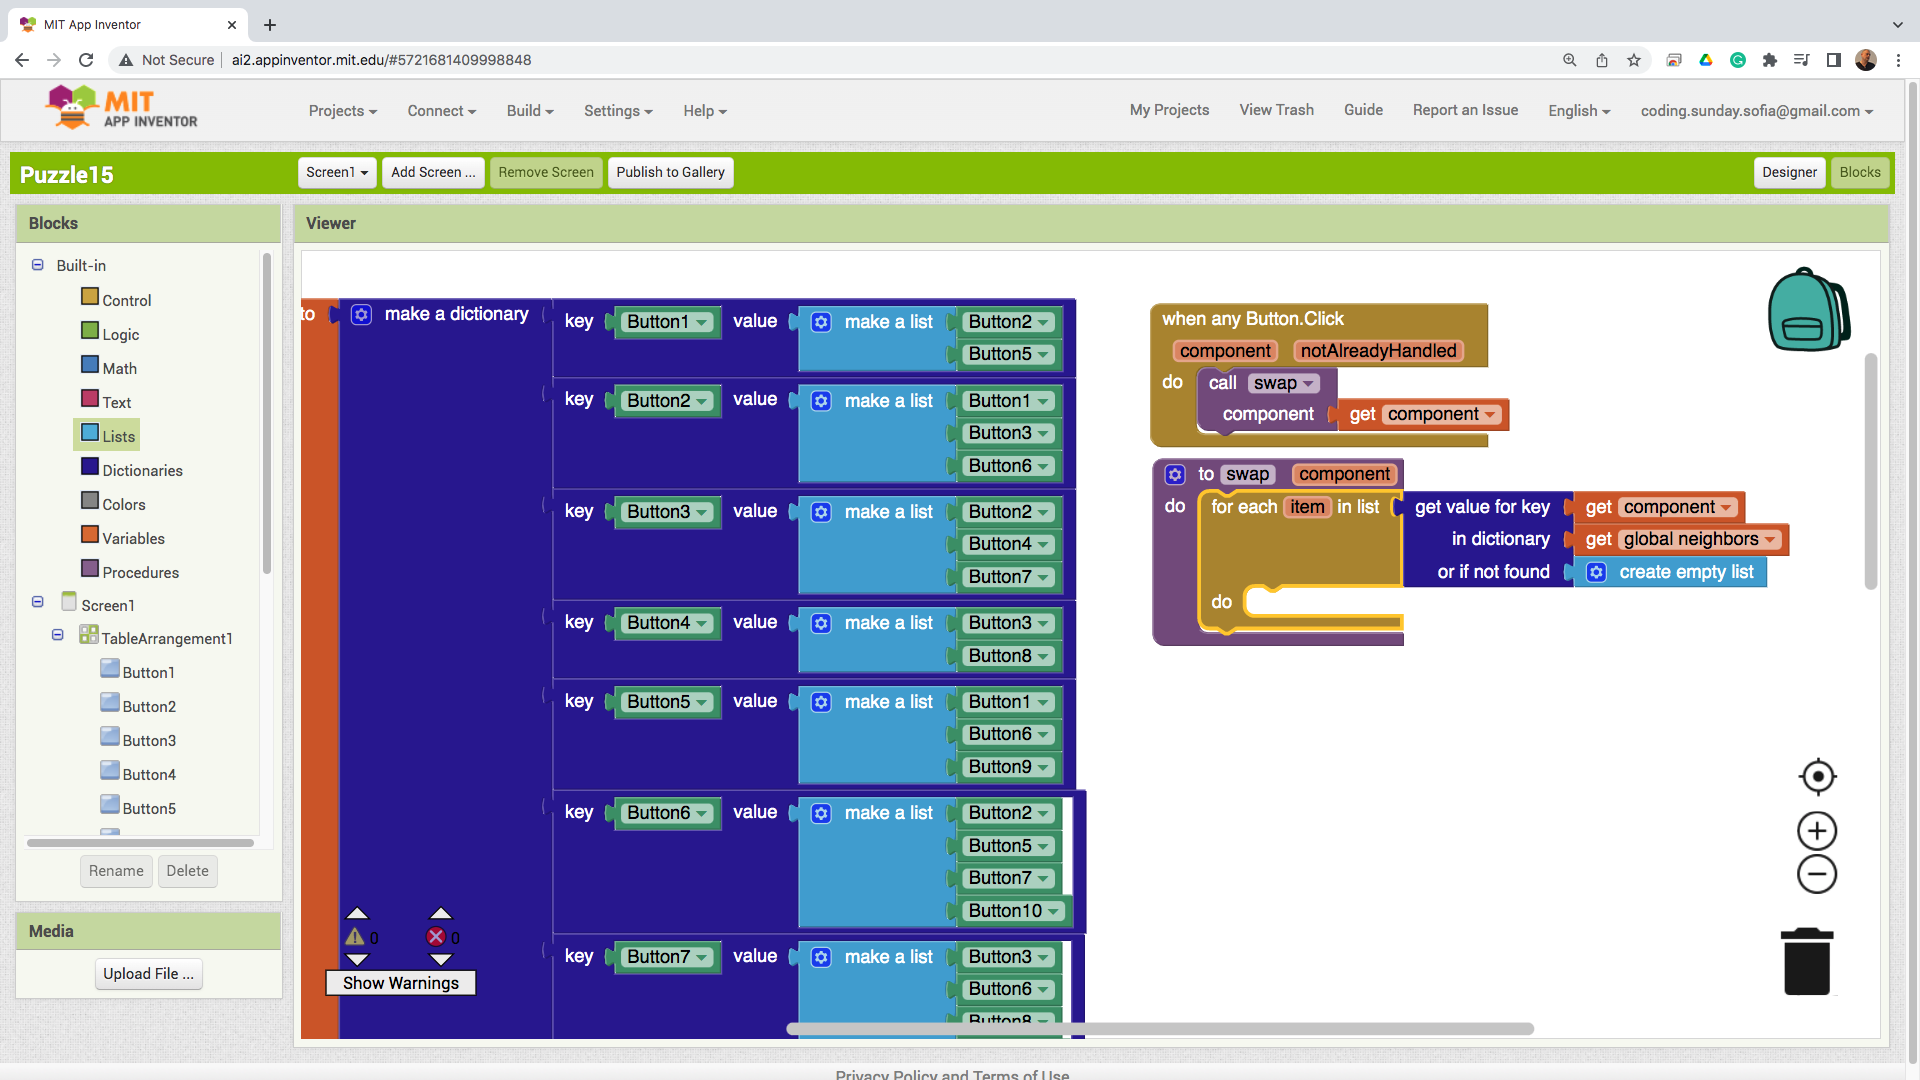 MIT App Inventor
Not Secure
ai2.appinventor.mit.edu/#5721681409998848
MIT
APP INVENTOR
Projects
Connect
Build
Settings
Help
My Projects
View Trash
Guide
Report an Issue
English
coding.sunday.sofia@gmail.com
Puzzle15
Screen1
Add Screen ...
Remove Screen
Publish to Gallery
Designer
Blocks
Blocks
Built-in
Control
Logic
Math
Text
Lists
Dictionaries
Colors
Variables
Procedures
Screen1
TableArrangement1
Button1
Button2
Button3
Button4
Button5
Rename
Delete
Media
Upload File ...
Viewer
to make a dictionary
key Button1 value make a list Button2
Button5
key Button2 value make a list Button1
Button3
Button6
key Button3 value make a list Button2
Button4
Button7
key Button4 value make a list Button3
Button8
key Button5 value make a list Button1
Button6
Button9
key Button6 value make a list Button2
Button5
Button7
Button10
key Button7 value make a list Button3
Button6
Button8
0 0
Show Warnings
when any Button.Click
component notAlreadyHandled
do call swap
component get component
to swap component
do for each item in list get value for key get component
in dictionary get global neighbors
or if not found create empty list
do
Privacy Policy and Terms of Use